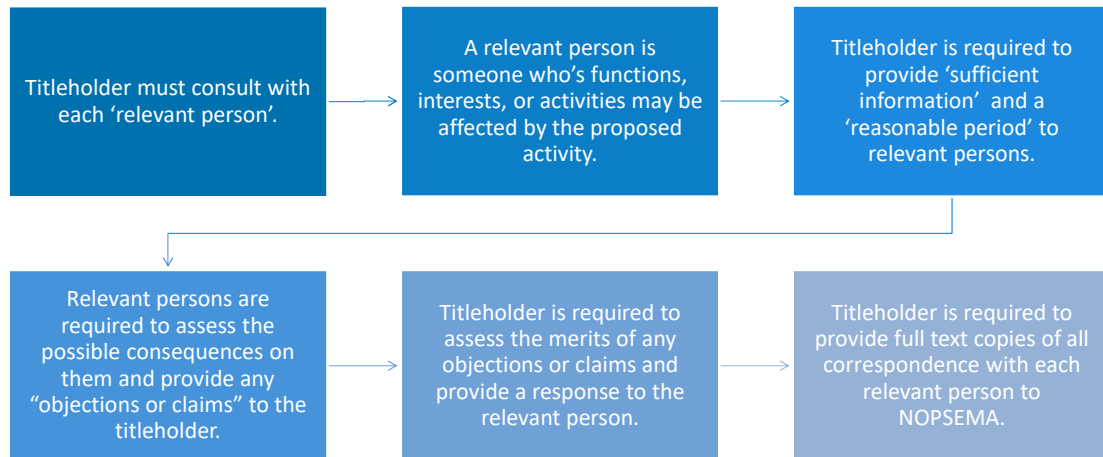 Titleholder must consult with
each ‘relevant person’.
A relevant person is
someone who’s functions,
interests, or activities may be
affected by the proposed
activity.
Titleholder is required to
provide ‘sufficient
information’ and a
‘reasonable period’ to
relevant persons.
Relevant persons are
required to assess the
possible consequences on
them and provide any
“objections or claims” to the
titleholder.
Titleholder is required to
assess the merits of any
objections or claims and
provide a response to the
relevant person.
Titleholder is required to
provide full text copies of all
correspondence with each
relevant person to
NOPSEMA.